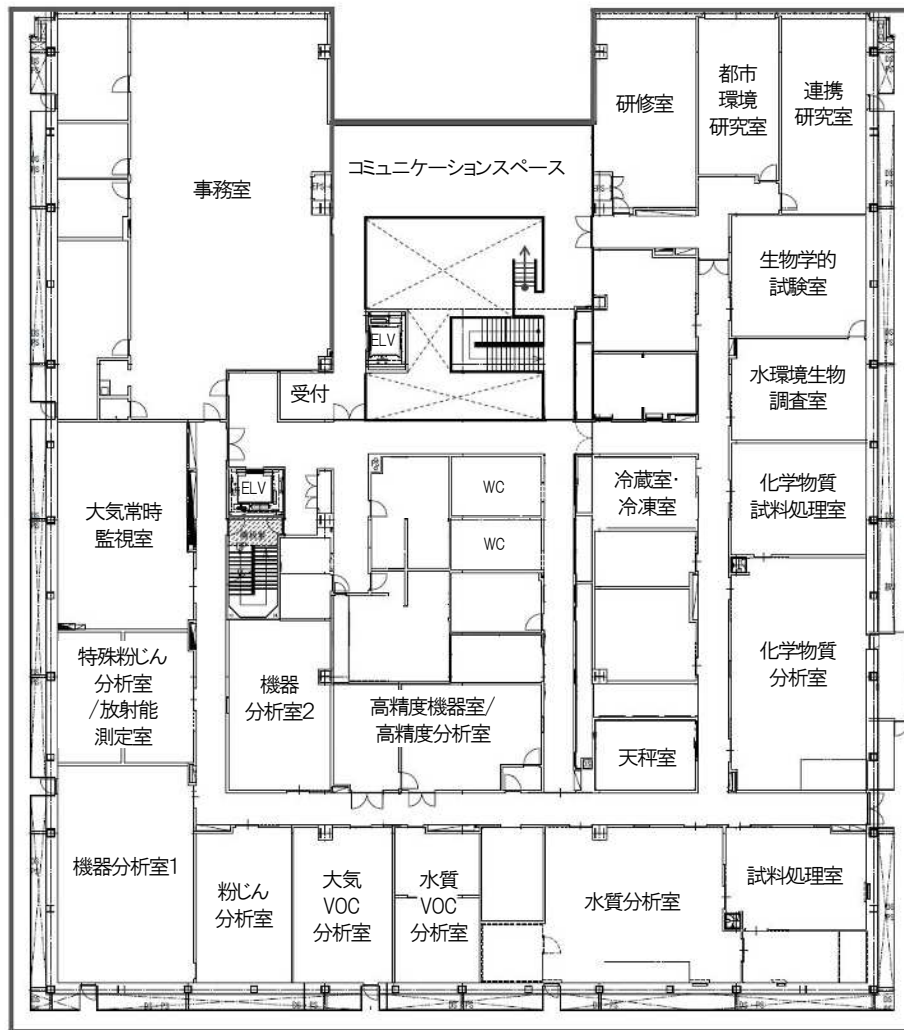 研修室
都市
環境
研究室
連携
研究室
コミュニケーションスペース
事務室
EPS
EPS
生物学的
試験室
ELV
受付
水環境生物
調査室
大気常時
監視室
ELV
WC
WC
冷蔵室・
冷凍室
化学物質
試料処理室
特殊粉じん
分析室
/放射能
測定室
機器
分析室2
高精度機器室/
高精度分析室
化学物質
分析室
天秤室
機器分析室1
粉じん
分析室
大気
VOC
分析室
水質
VOC
分析室
水質分析室
試料処理室